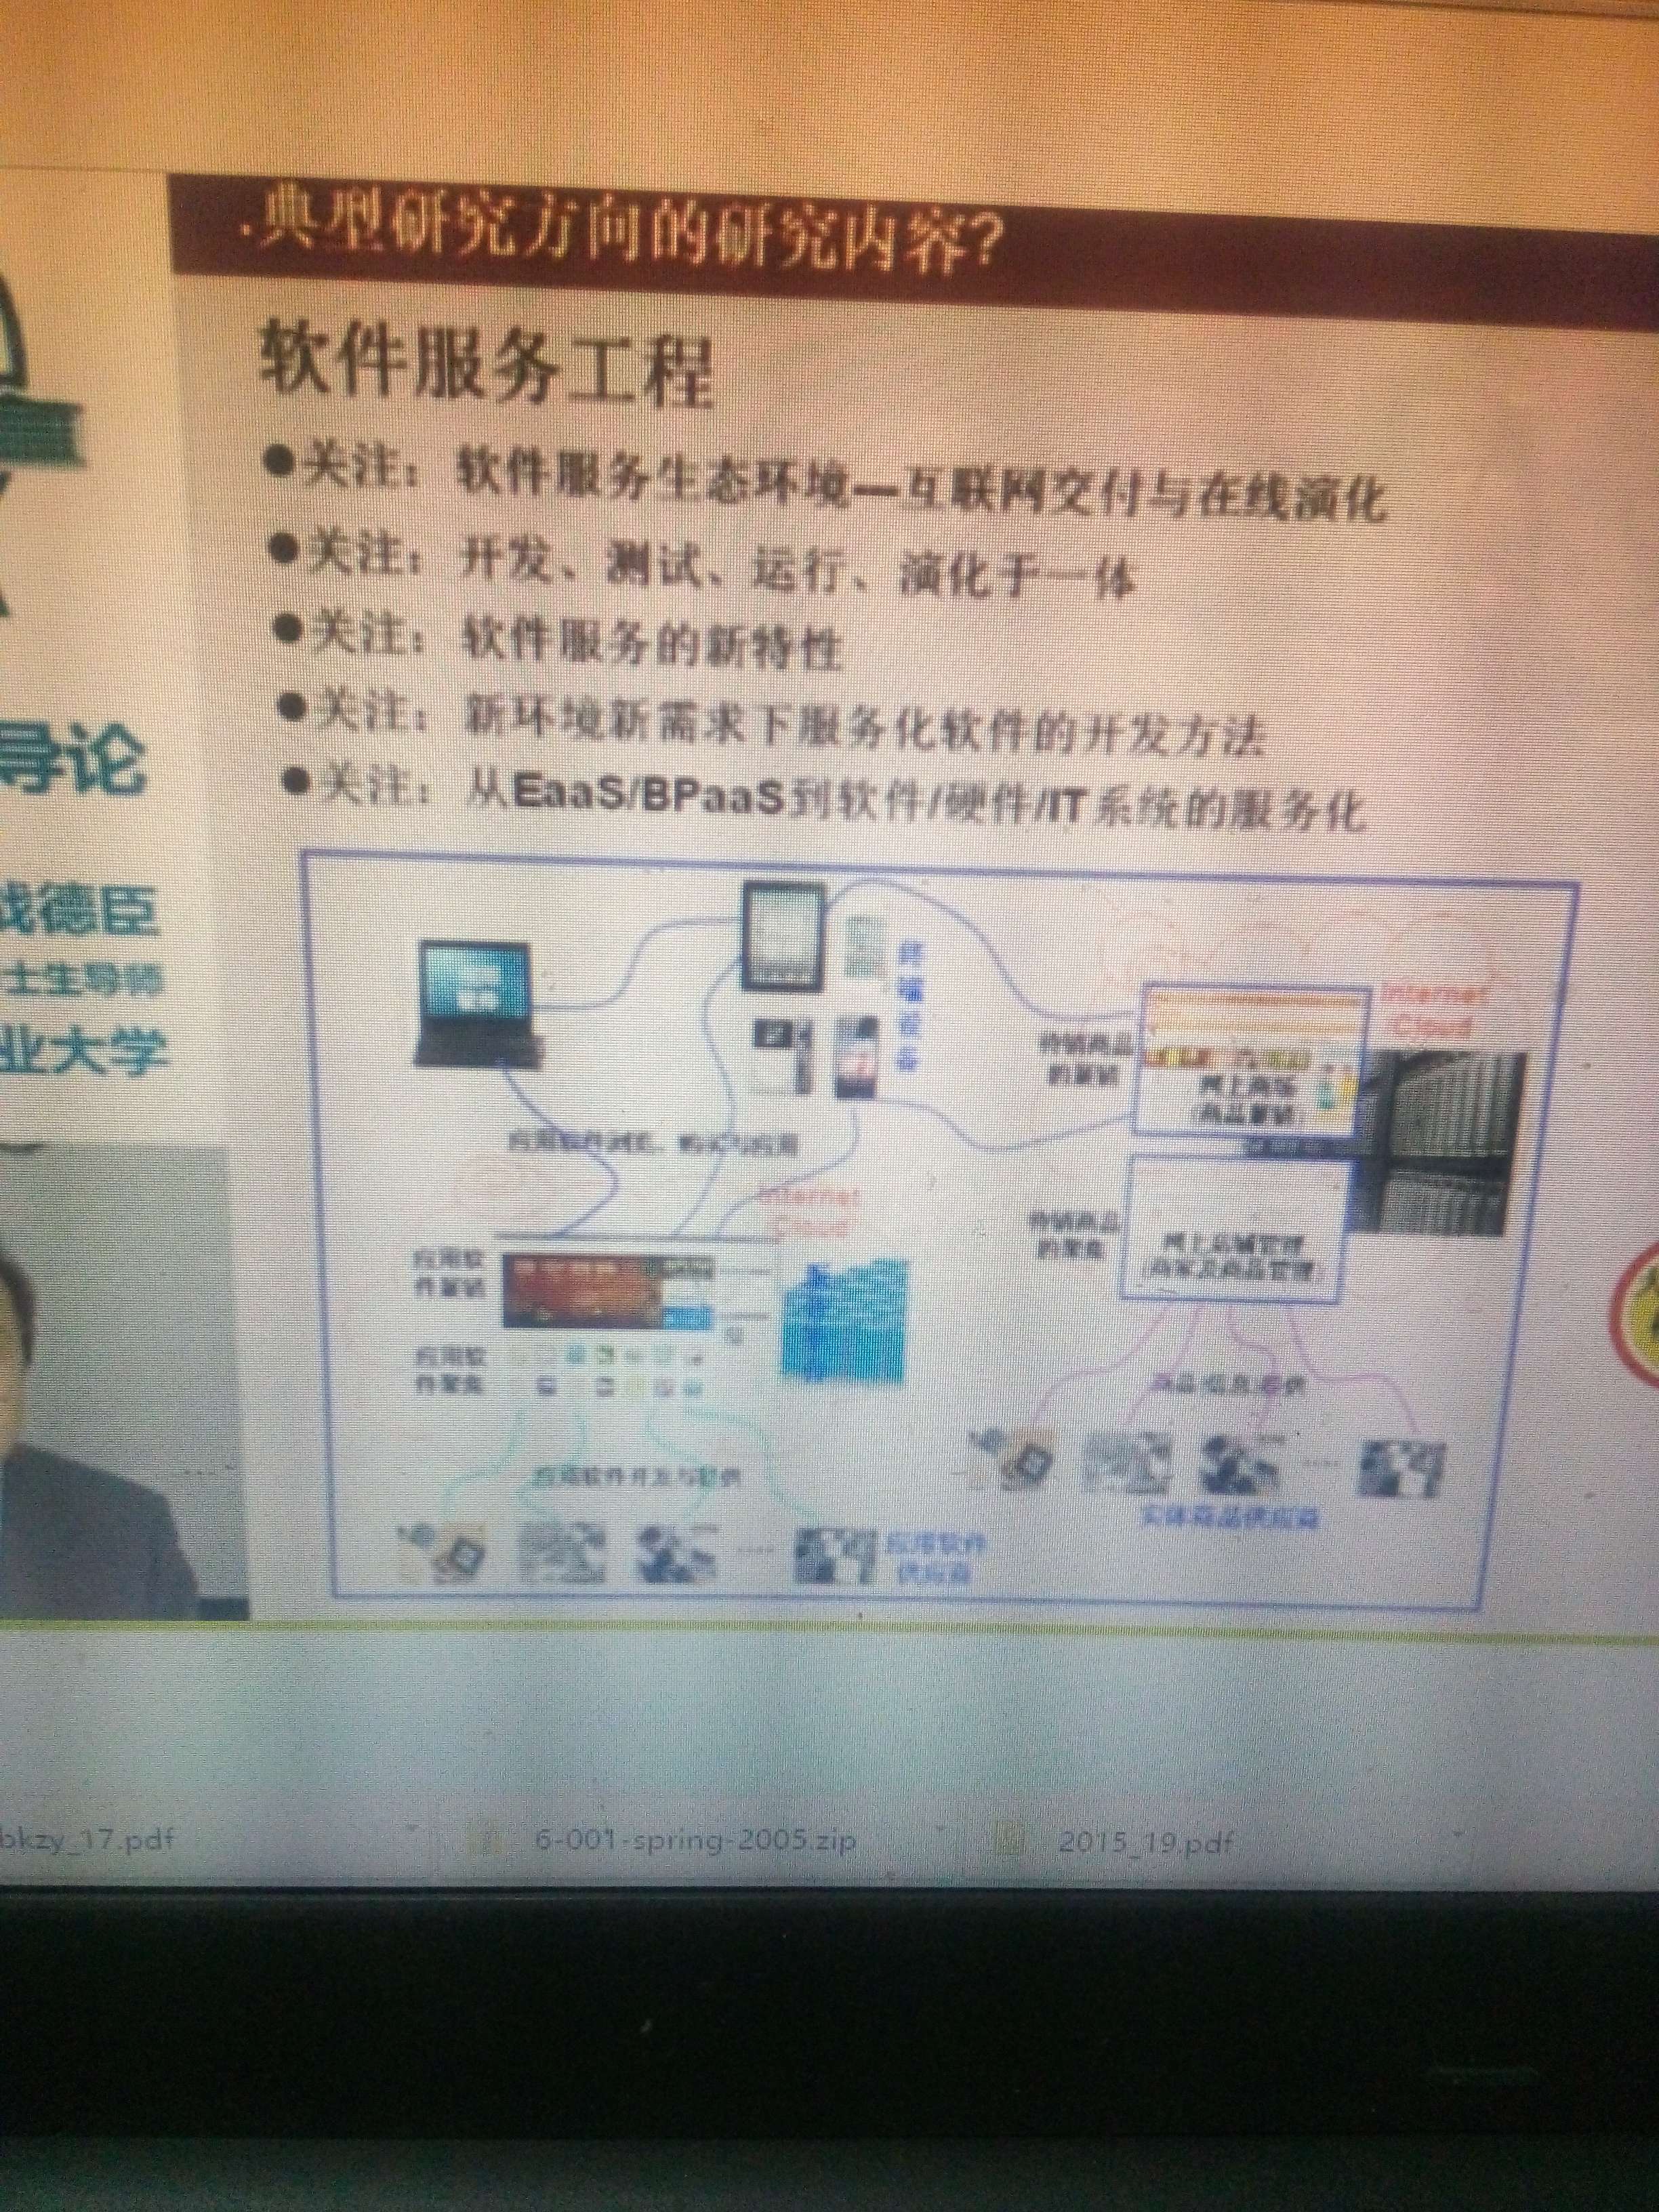 .典型研究方向的研究内容?
软件服务工程
●关注：软件服务生态环境—互联网交付与在线演化
●关注：开发、测试、运行、演化于一体
●关注：软件服务的新特性
●关注：新环境新需求下服务化软件的开发方法
●关注：从EaaS/BPaaS到软件/硬件/IT系统的服务化
导论
战德臣
士生导师
业大学
终端设备
Internet
Cloud
待销商品
的展销
网上商场
(商品展销)
应用软件浏览、购买与应用
Internet
Cloud
待销商品
的聚集
网上店铺管理
(商家及商品管理)
应用软
件展销
应用软
件聚集
商品信息提供
应用软件开发与提供
实体商品供应商
应用软件
供应商
bkzy_17.pdf
6-001-spring-2005.zip
2015_19.pdf